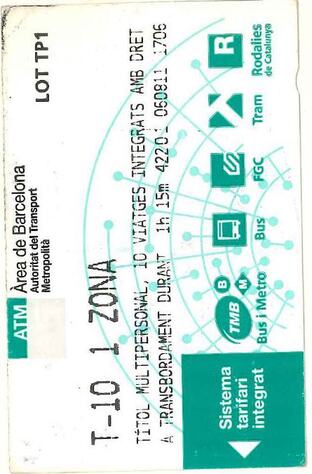 ATM
Àrea de Barcelona
Autoritat del Transport
Metropolità
LOT TP1
T-10 1 ZONA
TÍTOL MULTIPERSONAL 10 VIATGES INTEGRATS AMB DRET
A TRANSBORDAMENT DURANT 1h 15m 42201 060811 1706
Sistema
tarifari
integrat
TMB
B
M
Bus i Metro
Bus
FGC
Tram
R
Rodalies
de Catalunya